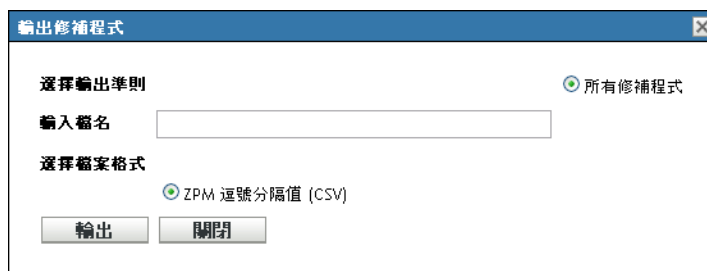 輸出修補程式
選擇輸出準則
所有修補程式
輸入檔名
選擇檔案格式
ZPM 逗號分隔值 (CSV)
輸出
關閉